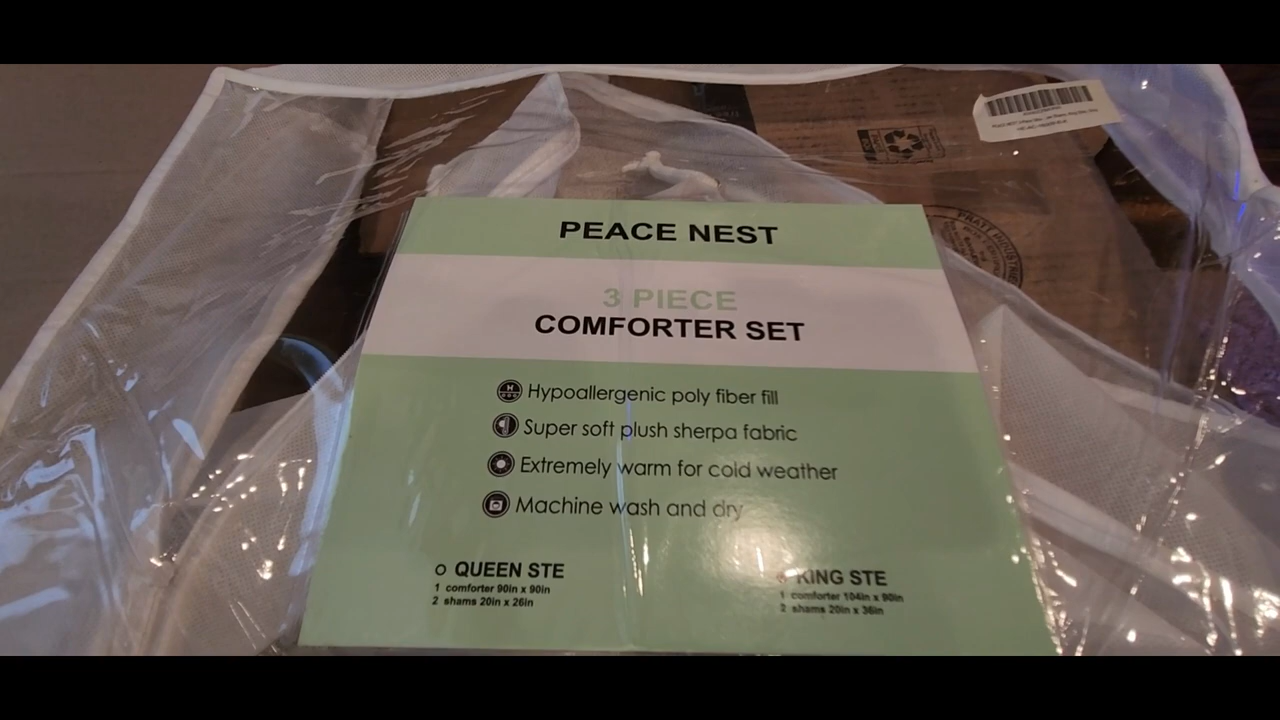 PEACE NEST
3 PIECE
COMFORTER SET
Hypoallergenic poly fiber fill
Super soft plush sherpa fabric
Extremely warm for cold weather
Machine wash and dry
QUEEN STE
1 comforter 90in x 90in
2 shams 20in x 26in
KING STE
1 comforter 104in x 90in
2 shams 20in x 36in
PRATT INDUSTRIES